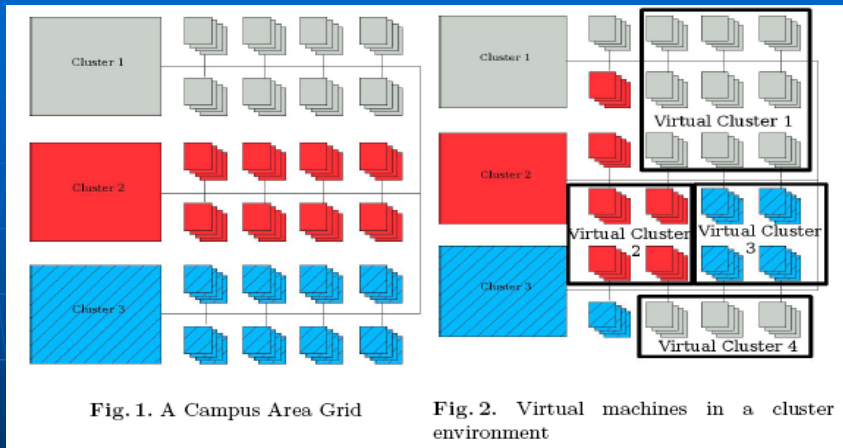 Cluster 1
Cluster 2
Cluster 3
Fig. 1. A Campus Area Grid
Cluster 1
Virtual Cluster 1
Cluster 2
Virtual Cluster
2
Virtual Cluster
3
Cluster 3
Virtual Cluster 4
Fig. 2. Virtual machines in a cluster
environment